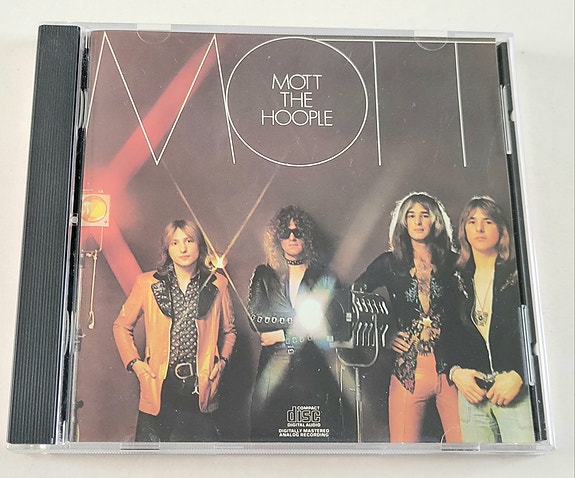 MOTT
MOTT
THE
HOOPLE
COMPACT
disc
DIGITAL AUDIO
DIGITALLY MASTERED
ANALOG RECORDING